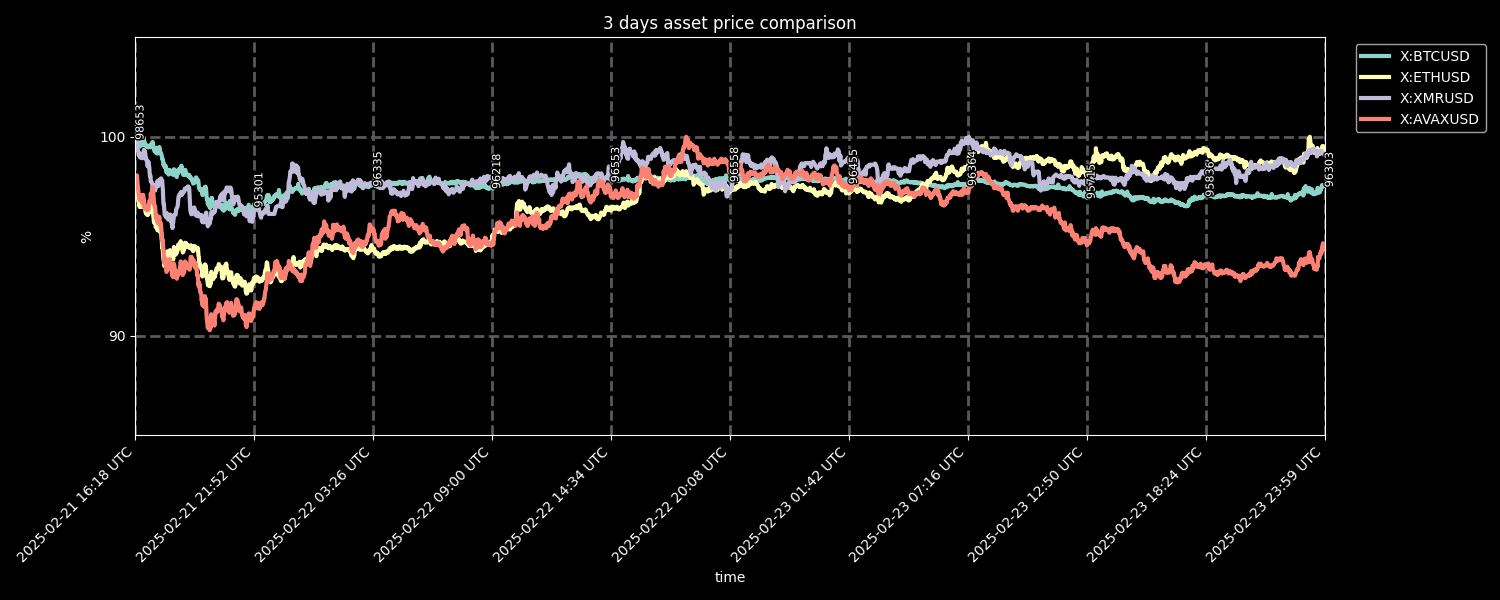 3 days asset price comparison
X:BTCUSD
X:ETHUSD
X:XMRUSD
X:AVAXUSD
100
90
%
98653
95301
96335
96218
96553
96558
96455
96364
95715
95836
96303
2025-02-21 16:18 UTC
2025-02-21 21:52 UTC
2025-02-22 03:26 UTC
2025-02-22 09:00 UTC
2025-02-22 14:34 UTC
2025-02-22 20:08 UTC
2025-02-23 01:42 UTC
2025-02-23 07:16 UTC
2025-02-23 12:50 UTC
2025-02-23 18:24 UTC
2025-02-23 23:59 UTC
time